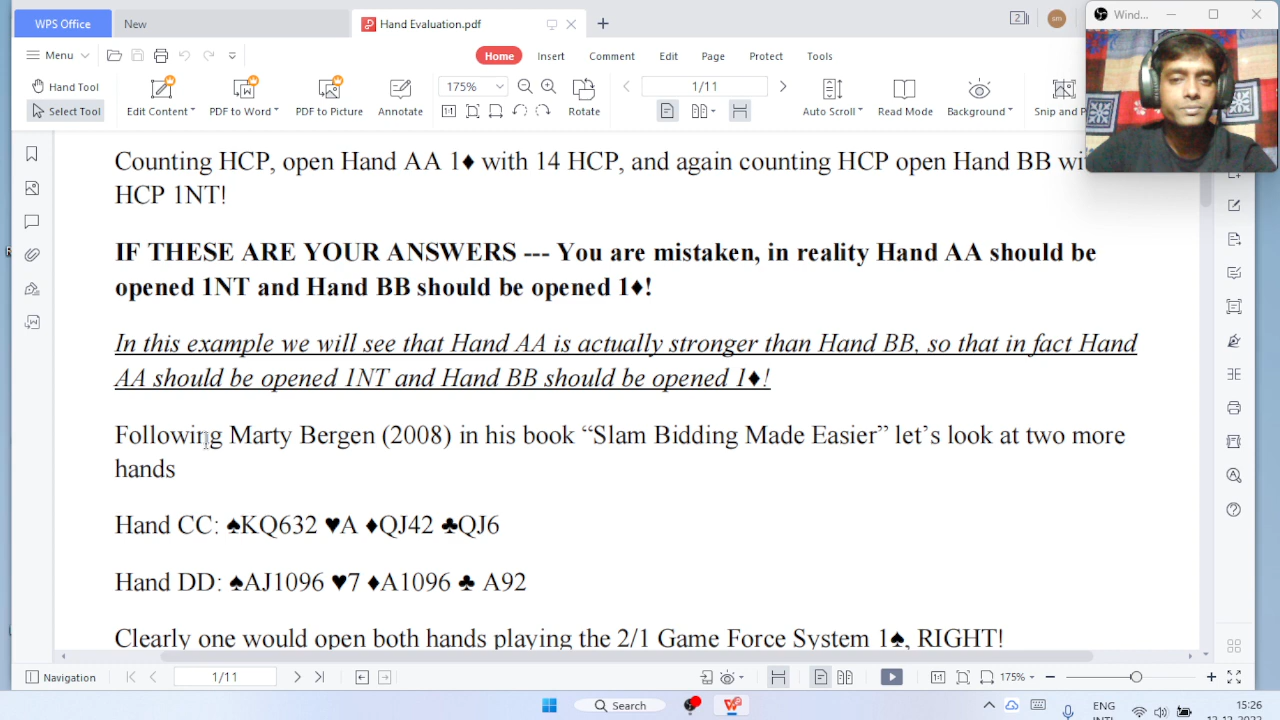 WPS Office New Hand Evaluation.pdf + 2 sm Wind...
Menu Home Insert Comment Edit Page Protect Tools
Hand Tool 175% 1/11
Select Tool Edit Content PDF to Word PDF to Picture Annotate Rotate Auto Scroll Read Mode Background Snip and
Counting HCP, open Hand AA 1♦ with 14 HCP, and again counting HCP open Hand BB
HCP 1NT!
IF THESE ARE YOUR ANSWERS --- You are mistaken, in reality Hand AA should be
opened 1NT and Hand BB should be opened 1♦!
In this example we will see that Hand AA is actually stronger than Hand BB, so that in fact Hand
AA should be opened 1NT and Hand BB should be opened 1♦!
Following Marty Bergen (2008) in his book “Slam Bidding Made Easier” let’s look at two more
hands
Hand CC: ♠KQ632 ♥A ♦QJ42 ♣QJ6
Hand DD: ♠AJ1096 ♥7 ♦A1096 ♣ A92
Clearly one would open both hands playing the 2/1 Game Force System 1♠, RIGHT!
Navigation 1/11 175%
Search ENG 15:26